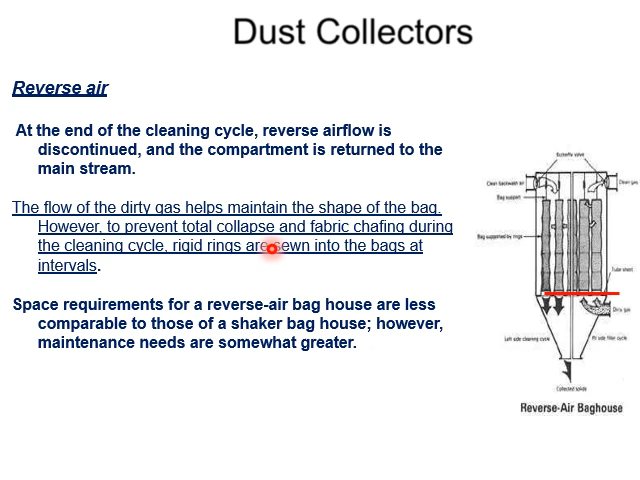 Dust Collectors
Reverse air
At the end of the cleaning cycle, reverse airflow is
discontinued, and the compartment is returned to the
main stream.
The flow of the dirty gas helps maintain the shape of the bag.
However, to prevent total collapse and fabric chafing during
the cleaning cycle, rigid rings are sewn into the bags at
intervals.
Space requirements for a reverse-air bag house are less
comparable to those of a shaker bag house; however,
maintenance needs are somewhat greater.
Butterfly valve
Clean backwash air
Clean gas
Bag support
Bag supported by rings
Tube sheet
Dirty gas
Left side cleaning cycle
side filter cycle
Collected solids
Reverse-Air Baghouse